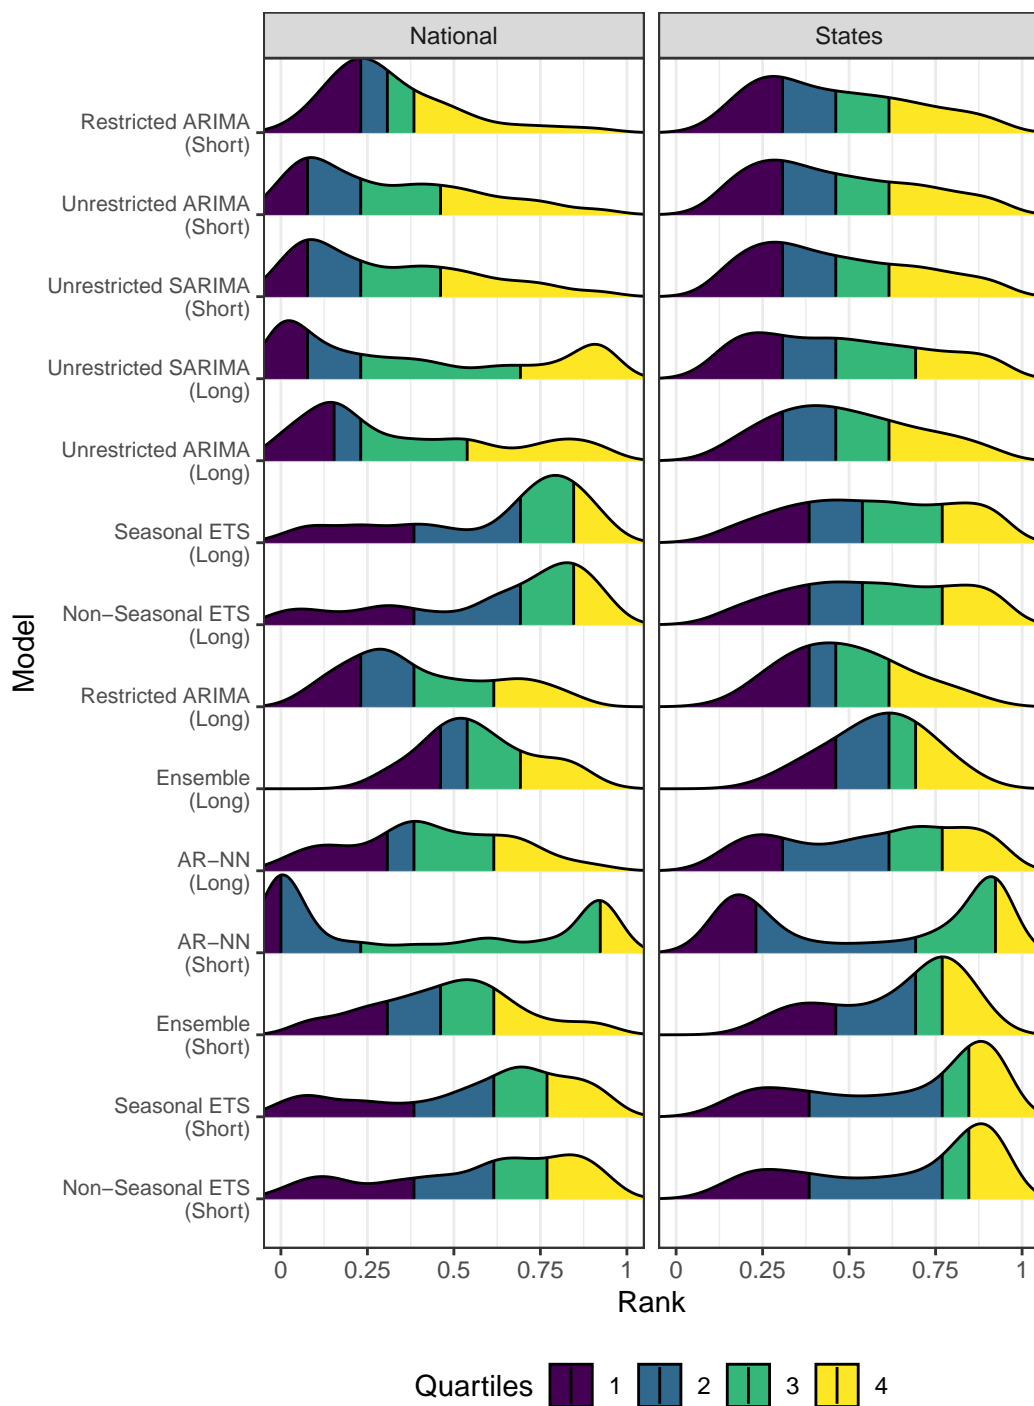 National
States
Model
Restricted ARIMA
(Short)
Unrestricted ARIMA
(Short)
Unrestricted SARIMA
(Short)
Unrestricted SARIMA
(Long)
Unrestricted ARIMA
(Long)
Seasonal ETS
(Long)
Non−Seasonal ETS
(Long)
Restricted ARIMA
(Long)
Ensemble
(Long)
AR−NN
(Long)
AR−NN
(Short)
Ensemble
(Short)
Seasonal ETS
(Short)
Non−Seasonal ETS
(Short)
0 0.25 0.5 0.75 1
0 0.25 0.5 0.75 1
Rank
Quartiles 1 2 3 4